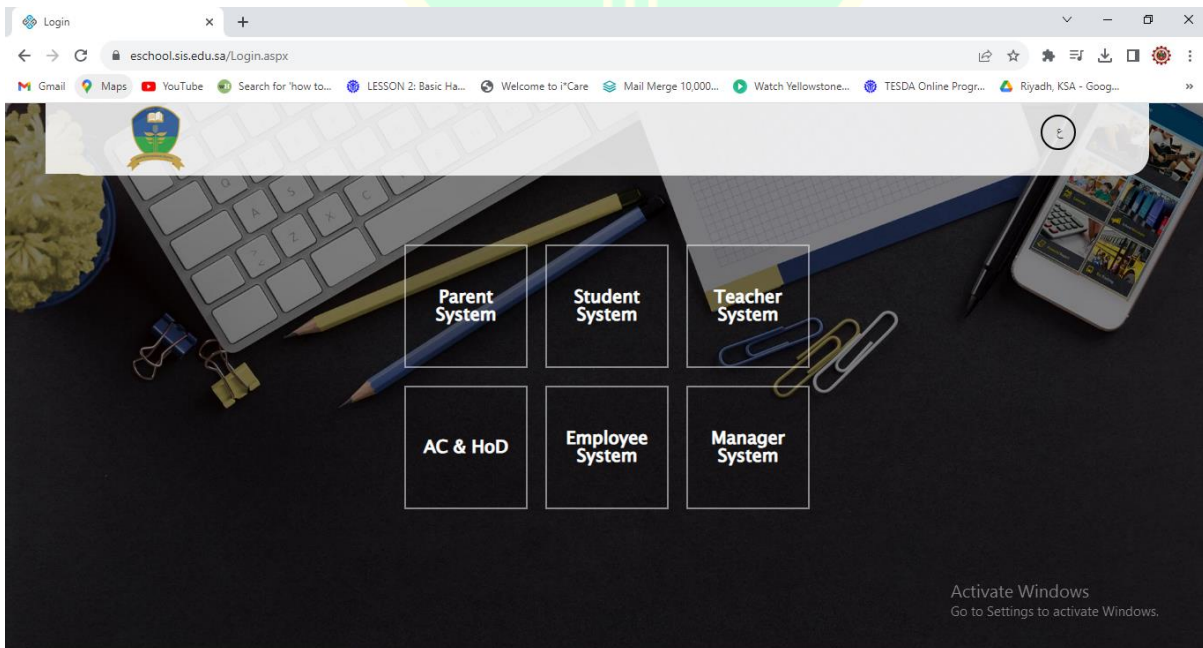 Login
eschool.sis.edu.sa/Login.aspx
Gmail Maps YouTube Search for 'how to... LESSON 2: Basic Ha... Welcome to i*Care Mail Merge 10,000... Watch Yellowstone... TESDA Online Progr... Riyadh, KSA - Goog... »
ع
Parent
System
Student
System
Teacher
System
AC & HoD
Employee
System
Manager
System
Activate Windows
Go to Settings to activate Windows.